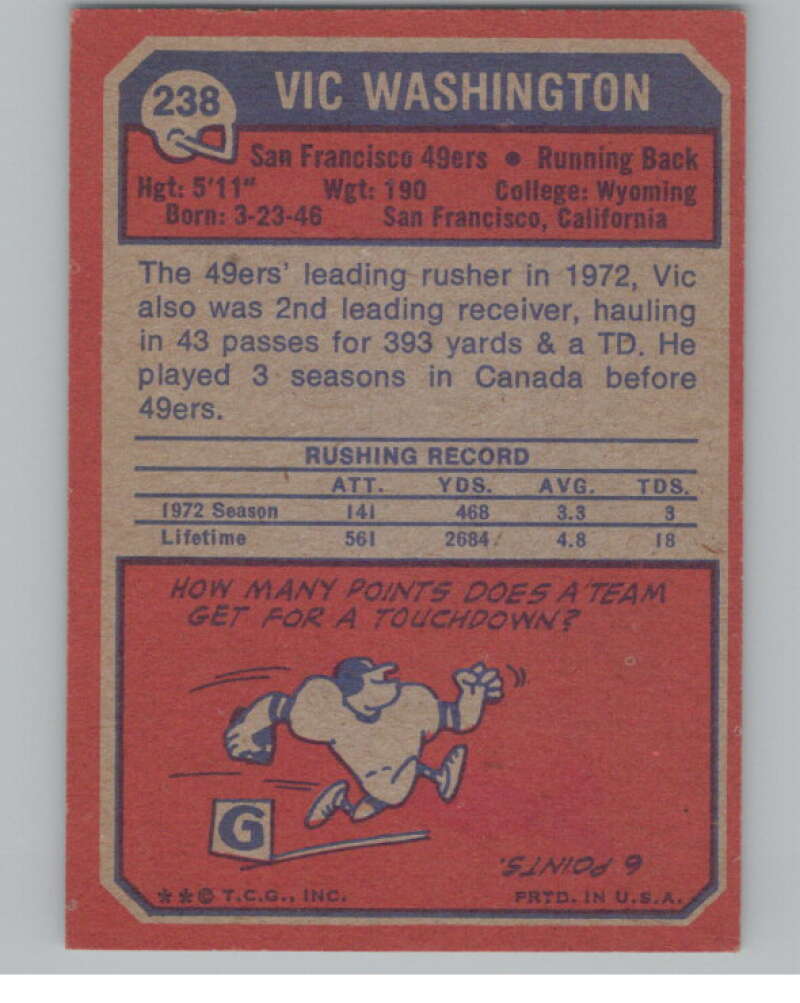 238
VIC WASHINGTON
San Francisco 49ers • Running Back
Hgt: 5'11" Wgt: 190 College: Wyoming
Born: 3-23-46 San Francisco, California
The 49ers' leading rusher in 1972, Vic
also was 2nd leading receiver, hauling
in 43 passes for 393 yards & a TD. He
played 3 seasons in Canada before
49ers.
RUSHING RECORD
ATT. YDS. AVG. TDS.
1972 Season 141 468 3.3 3
Lifetime 561 2684 4.8 18
HOW MANY POINTS DOES A TEAM
GET FOR A TOUCHDOWN?
G
6 POINTS.
**© T.C.G., INC. PRTD. IN U.S.A.